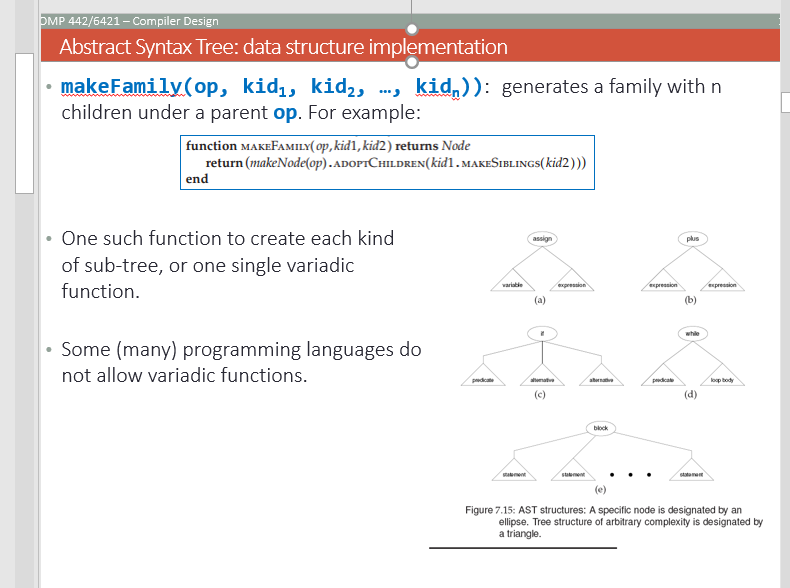 OMP 442/6421 – Compiler Design
Abstract Syntax Tree: data structure implementation
• makeFamily(op, kid₁, kid₂, …, kidₙ)): generates a family with n
children under a parent op. For example:
function MAKEFAMILY(op, kid1, kid2) returns Node
return (makeNode(op).ADOPTCHILDREN(kid1.MAKESIBLINGS(kid2)))
end
• One such function to create each kind
of sub-tree, or one single variadic
function.
• Some (many) programming languages do
not allow variadic functions.
assign
variable expression
(a)
plus
expression expression
(b)
if
predicate alternative alternative
(c)
while
predicate loop body
(d)
block
statement statement • • • statement
(e)
Figure 7.15: AST structures: A specific node is designated by an
ellipse. Tree structure of arbitrary complexity is designated by
a triangle.